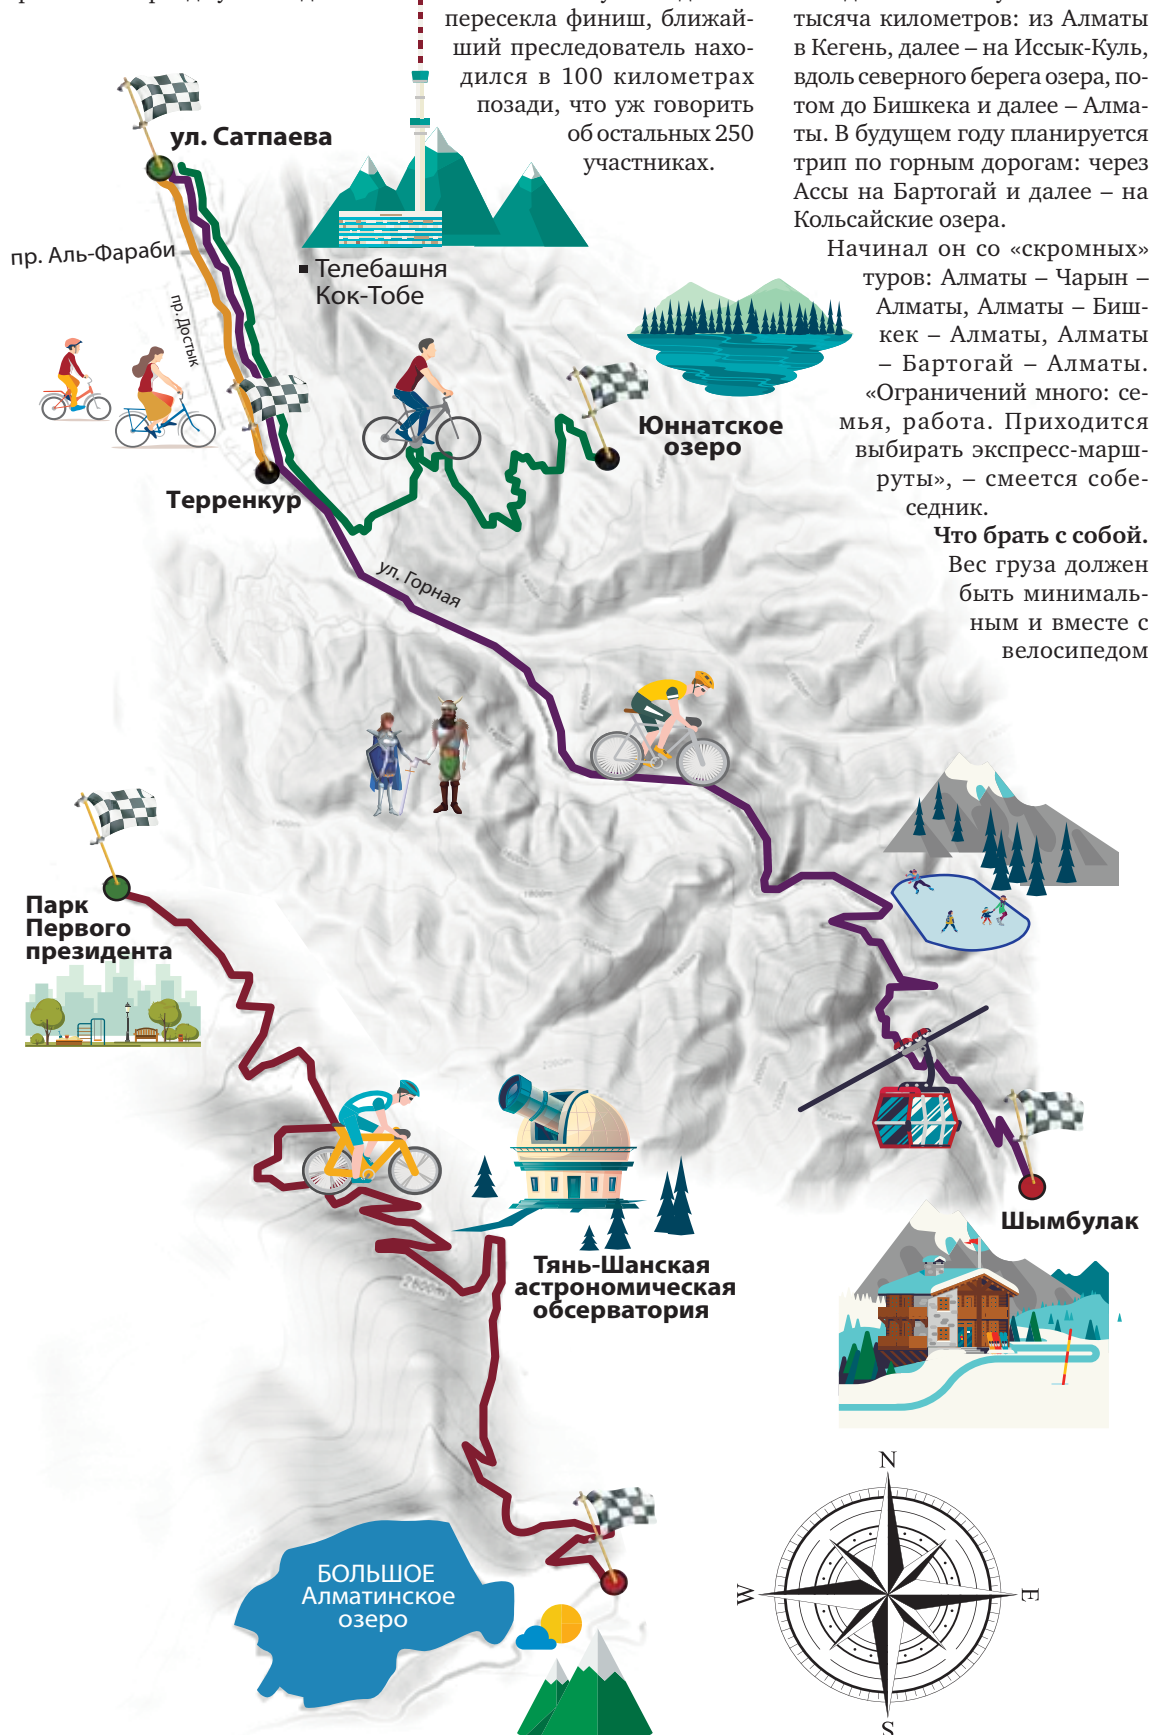 пересекла финиш, ближай-
ший преследователь нахо-
дился в 100 километрах
позади, что уж говорить
об остальных 250
участниках.
тысяча километров: из Алматы
в Кегень, далее – на Иссык-Куль,
вдоль северного берега озера, по-
том до Бишкека и далее – Алма-
ты. В будущем году планируется
трип по горным дорогам: через
Ассы на Бартогай и далее – на
Кольсайские озера.
Начинал он со «скромных»
туров: Алматы – Чарын –
Алматы, Алматы – Биш-
кек – Алматы, Алматы
– Бартогай – Алматы.
«Ограничений много: се-
мья, работа. Приходится
выбирать экспресс-марш-
руты», – смеется собе-
седник.
Что брать с собой.
Вес груза должен
быть минималь-
ным и вместе с
велосипедом
ул. Сатпаева
пр. Аль-Фараби
пр. Достык
Телебашня
Кок-Тобе
Юннатское
озеро
Терренкур
ул. Горная
Парк
Первого
президента
Шымбулак
Тянь-Шанская
астрономическая
обсерватория
2800m
БОЛЬШОЕ
Алматинское
озеро
N
W
E
S